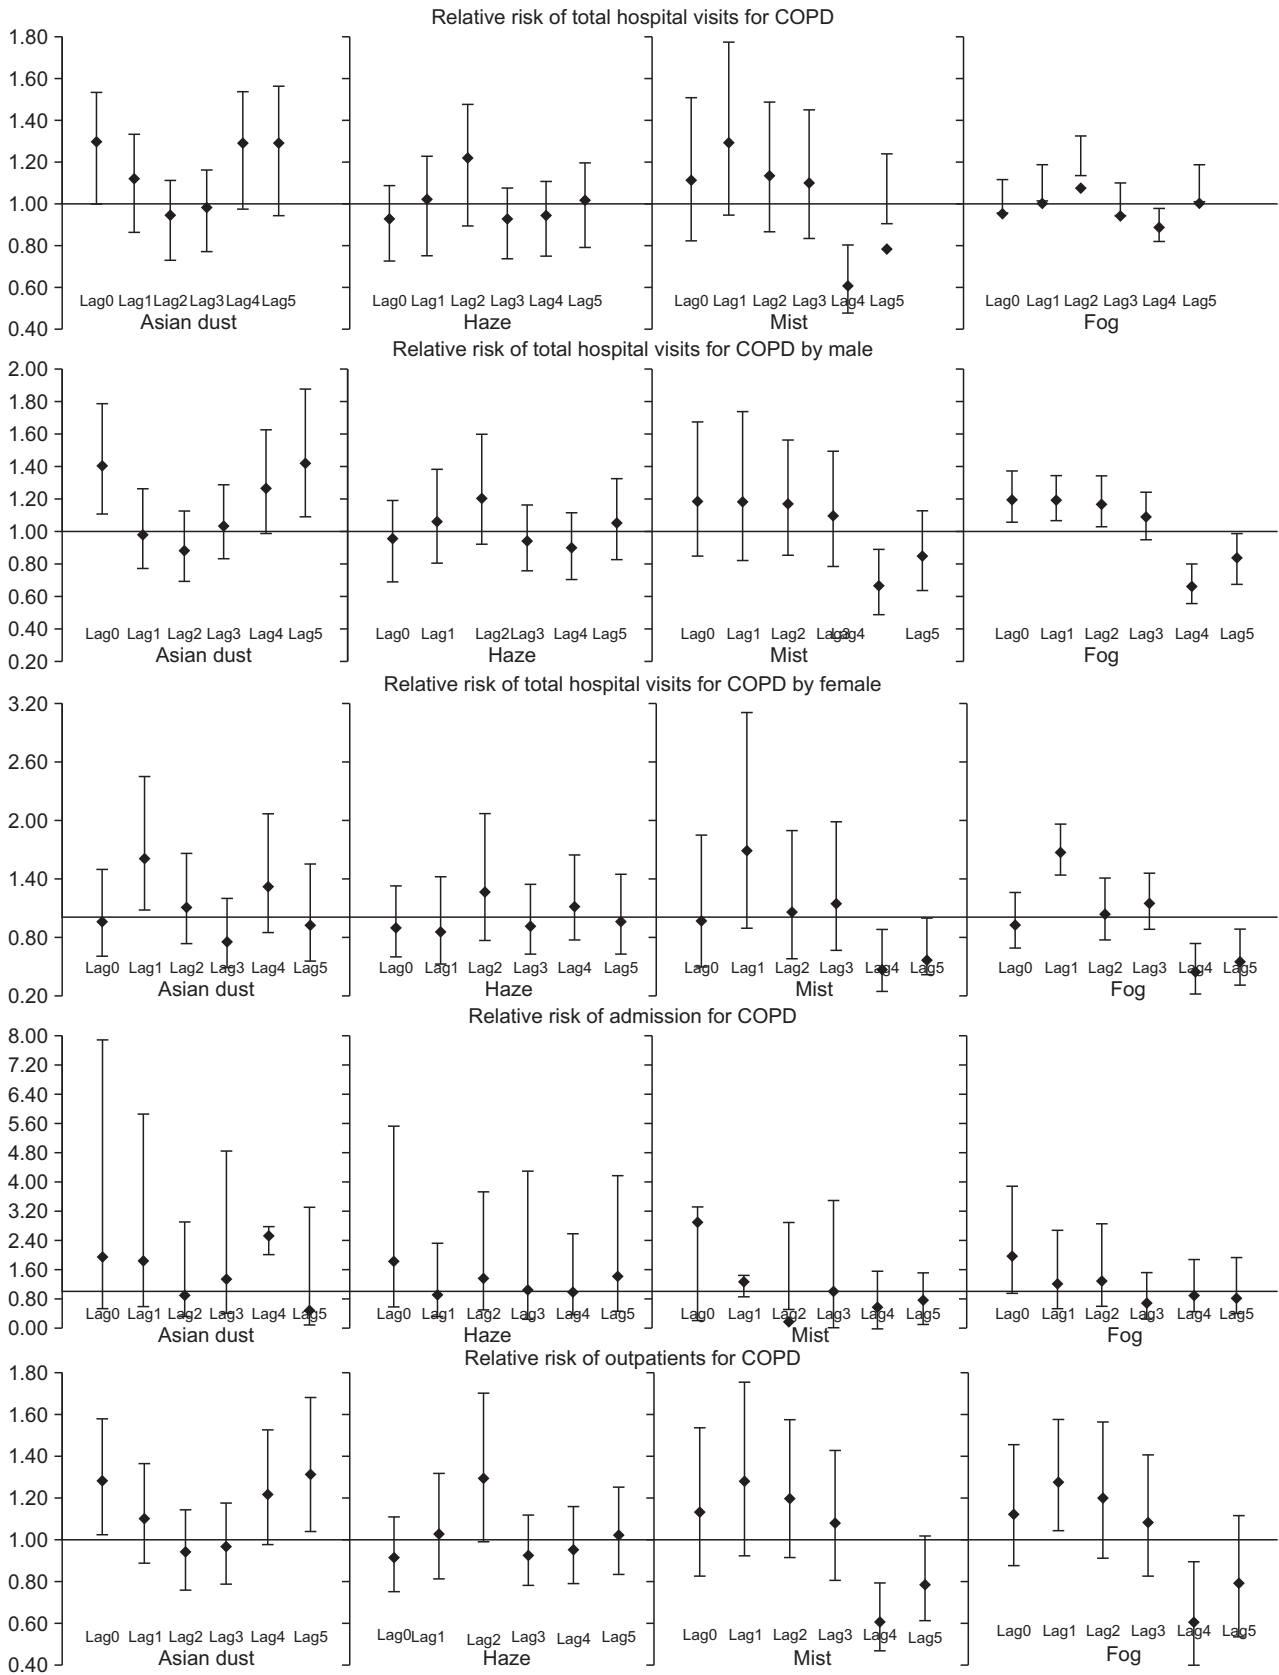 Relative risk of total hospital visits for COPD
1.80
1.60
1.40
1.20
1.00
0.80
0.60
0.40
Lag0 Lag1 Lag2 Lag3 Lag4 Lag5
Asian dust
Lag0 Lag1 Lag2 Lag3 Lag4 Lag5
Haze
Lag0 Lag1 Lag2 Lag3 Lag4 Lag5
Mist
Lag0 Lag1 Lag2 Lag3 Lag4 Lag5
Fog
Relative risk of total hospital visits for COPD by male
2.00
1.80
1.60
1.40
1.20
1.00
0.80
0.60
0.40
0.20
Lag0 Lag1 Lag2 Lag3 Lag4 Lag5
Asian dust
Lag0 Lag1 Lag2 Lag3 Lag4 Lag5
Haze
Lag0 Lag1 Lag2 Lag3 Lag4 Lag5
Mist
Lag0 Lag1 Lag2 Lag3 Lag4 Lag5
Fog
Relative risk of total hospital visits for COPD by female
3.20
2.60
2.00
1.40
0.80
0.20
Lag0 Lag1 Lag2 Lag3 Lag4 Lag5
Asian dust
Lag0 Lag1 Lag2 Lag3 Lag4 Lag5
Haze
Lag0 Lag1 Lag2 Lag3 Lag4 Lag5
Mist
Lag0 Lag1 Lag2 Lag3 Lag4 Lag5
Fog
Relative risk of admission for COPD
8.00
7.20
6.40
5.60
4.80
4.00
3.20
2.40
1.60
0.80
0.00
Lag0 Lag1 Lag2 Lag3 Lag4 Lag5
Asian dust
Lag0 Lag1 Lag2 Lag3 Lag4 Lag5
Haze
Lag0 Lag1 Lag2 Lag3 Lag4 Lag5
Mist
Lag0 Lag1 Lag2 Lag3 Lag4 Lag5
Fog
Relative risk of outpatients for COPD
1.80
1.60
1.40
1.20
1.00
0.80
0.60
0.40
Lag0 Lag1 Lag2 Lag3 Lag4 Lag5
Asian dust
Lag0 Lag1 Lag2 Lag3 Lag4 Lag5
Haze
Lag0 Lag1 Lag2 Lag3 Lag4 Lag5
Mist
Lag0 Lag1 Lag2 Lag3 Lag4 Lag5
Fog